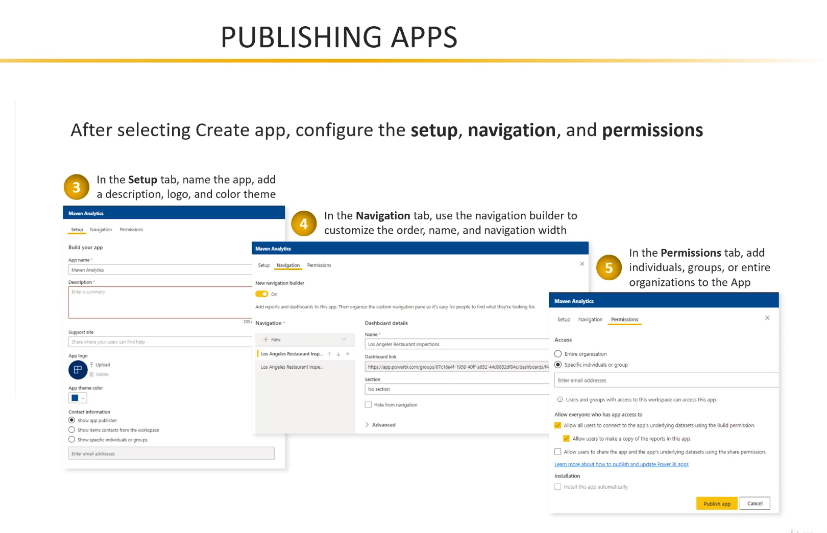 PUBLISHING APPS
After selecting Create app, configure the setup, navigation, and permissions
3
In the Setup tab, name the app, add
a description, logo, and color theme
Maven Analytics
Setup Navigation Permissions
Build your app
App name *
Maven Analytics
Description *
Enter a summary
Support site
Share where your users can find help
App logo
Upload
Delete
App theme color
Contact information
Show app publisher
Show items contacts from the workspace
Show specific individuals or groups
Enter email addresses
4
In the Navigation tab, use the navigation builder to
customize the order, name, and navigation width
Maven Analytics
Setup Navigation Permissions
New navigation builder
On
Add reports and dashboards to this app. Then organize the custom navigation pane so it's easy for people to find what they're looking for.
Navigation *
+ New
Los Angeles Restaurant Insp...
Los Angeles Restaurant Inspe...
Dashboard details
Name *
Los Angeles Restaurant Inspections
Dashboard link
Section
No section
Hide from navigation
Advanced
5
In the Permissions tab, add
individuals, groups, or entire
organizations to the App
Maven Analytics
Setup Navigation Permissions
Access
Entire organization
Specific individuals or group
Enter email addresses
Users and groups with access to this workspace can access this app.
Allow everyone who has app access to
Allow all users to connect to the app's underlying datasets using the Build permission.
Allow users to make a copy of the reports in this app.
Allow users to share the app and the app's underlying datasets using the share permission.
Learn more about how to publish and update Power BI apps
Installation
Install this app automatically.
Publish app
Cancel